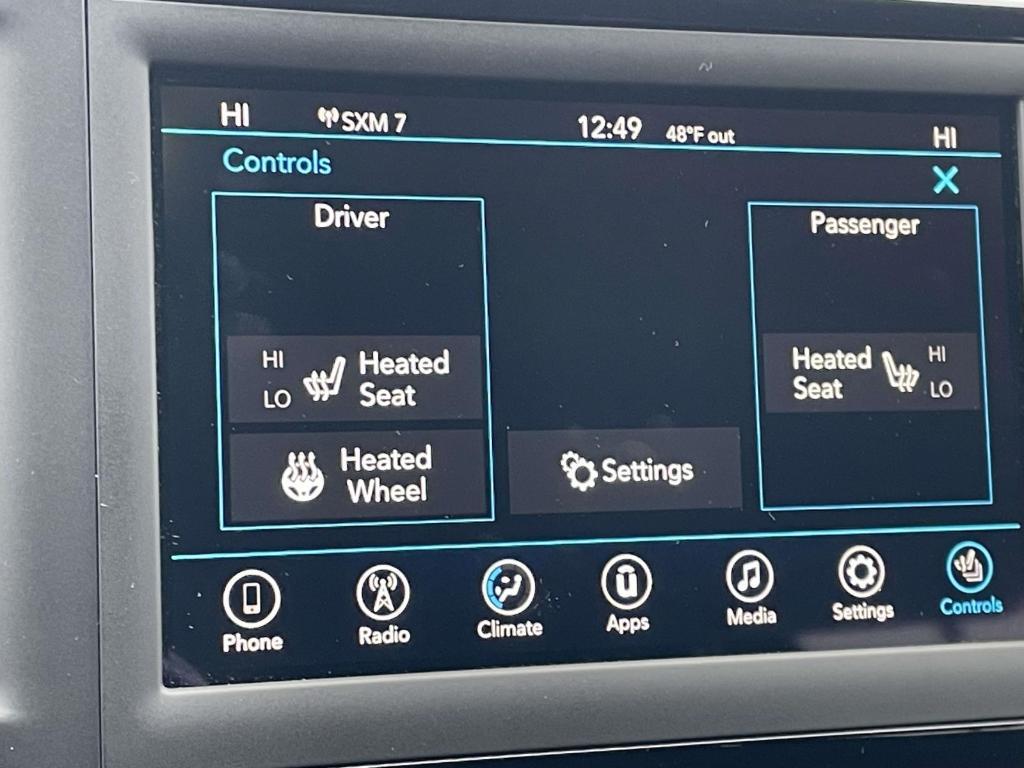 HI SXM 7 12:49 48°F out HI
Controls
Driver
Passenger
HI
LO
Heated
Seat
Heated
Seat
HI
LO
Heated
Wheel
Settings
Phone
Radio
Climate
Apps
Media
Settings
Controls